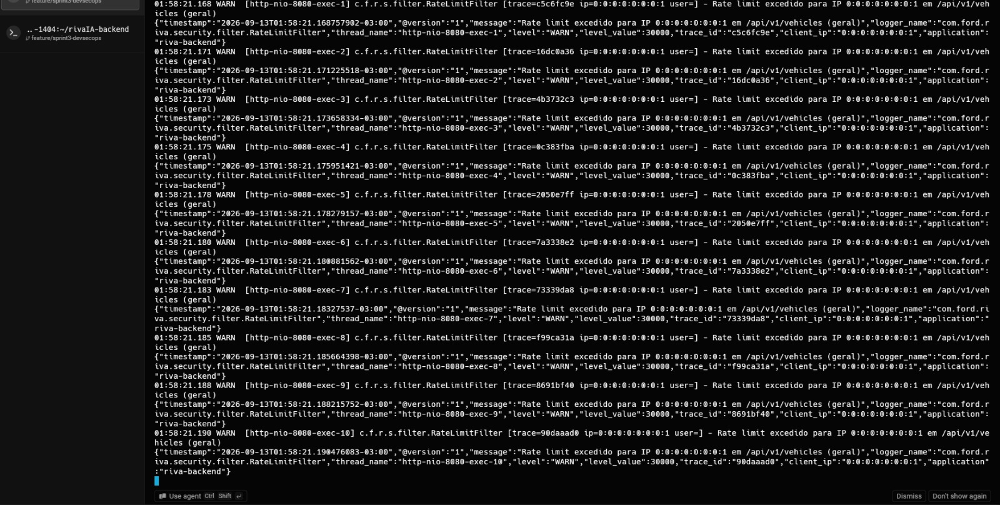 feature/sprint3-devsecops
.. -1404:~/rivaIA-backend
feature/sprint3-devsecops
01:58:21.168 WARN  [http-nio-8080-exec-1] c.f.r.s.filter.RateLimitFilter [trace=c5c6fc9e ip=0:0:0:0:0:0:0:1 user=] - Rate limit excedido para IP 0:0:0:0:0:0:0:1 em /api/v1/veh
icles (geral)
{"timestamp":"2026-09-13T01:58:21.168757902-03:00","@version":"1","message":"Rate limit excedido para IP 0:0:0:0:0:0:0:1 em /api/v1/vehicles (geral)","logger_name":"com.ford.r
iva.security.filter.RateLimitFilter","thread_name":"http-nio-8080-exec-1","level":"WARN","level_value":30000,"trace_id":"c5c6fc9e","client_ip":"0:0:0:0:0:0:0:1","application":
"riva-backend"}
01:58:21.171 WARN  [http-nio-8080-exec-2] c.f.r.s.filter.RateLimitFilter [trace=16dc0a36 ip=0:0:0:0:0:0:0:1 user=] - Rate limit excedido para IP 0:0:0:0:0:0:0:1 em /api/v1/veh
icles (geral)
{"timestamp":"2026-09-13T01:58:21.171225518-03:00","@version":"1","message":"Rate limit excedido para IP 0:0:0:0:0:0:0:1 em /api/v1/vehicles (geral)","logger_name":"com.ford.r
iva.security.filter.RateLimitFilter","thread_name":"http-nio-8080-exec-2","level":"WARN","level_value":30000,"trace_id":"16dc0a36","client_ip":"0:0:0:0:0:0:0:1","application":
"riva-backend"}
01:58:21.173 WARN  [http-nio-8080-exec-3] c.f.r.s.filter.RateLimitFilter [trace=4b3732c3 ip=0:0:0:0:0:0:0:1 user=] - Rate limit excedido para IP 0:0:0:0:0:0:0:1 em /api/v1/veh
icles (geral)
{"timestamp":"2026-09-13T01:58:21.173658334-03:00","@version":"1","message":"Rate limit excedido para IP 0:0:0:0:0:0:0:1 em /api/v1/vehicles (geral)","logger_name":"com.ford.r
iva.security.filter.RateLimitFilter","thread_name":"http-nio-8080-exec-3","level":"WARN","level_value":30000,"trace_id":"4b3732c3","client_ip":"0:0:0:0:0:0:0:1","application":
"riva-backend"}
01:58:21.175 WARN  [http-nio-8080-exec-4] c.f.r.s.filter.RateLimitFilter [trace=0c383fba ip=0:0:0:0:0:0:0:1 user=] - Rate limit excedido para IP 0:0:0:0:0:0:0:1 em /api/v1/veh
icles (geral)
{"timestamp":"2026-09-13T01:58:21.175951421-03:00","@version":"1","message":"Rate limit excedido para IP 0:0:0:0:0:0:0:1 em /api/v1/vehicles (geral)","logger_name":"com.ford.r
iva.security.filter.RateLimitFilter","thread_name":"http-nio-8080-exec-4","level":"WARN","level_value":30000,"trace_id":"0c383fba","client_ip":"0:0:0:0:0:0:0:1","application":
"riva-backend"}
01:58:21.178 WARN  [http-nio-8080-exec-5] c.f.r.s.filter.RateLimitFilter [trace=2050e7ff ip=0:0:0:0:0:0:0:1 user=] - Rate limit excedido para IP 0:0:0:0:0:0:0:1 em /api/v1/veh
icles (geral)
{"timestamp":"2026-09-13T01:58:21.178279157-03:00","@version":"1","message":"Rate limit excedido para IP 0:0:0:0:0:0:0:1 em /api/v1/vehicles (geral)","logger_name":"com.ford.r
iva.security.filter.RateLimitFilter","thread_name":"http-nio-8080-exec-5","level":"WARN","level_value":30000,"trace_id":"2050e7ff","client_ip":"0:0:0:0:0:0:0:1","application":
"riva-backend"}
01:58:21.180 WARN  [http-nio-8080-exec-6] c.f.r.s.filter.RateLimitFilter [trace=7a3338e2 ip=0:0:0:0:0:0:0:1 user=] - Rate limit excedido para IP 0:0:0:0:0:0:0:1 em /api/v1/veh
icles (geral)
{"timestamp":"2026-09-13T01:58:21.180881562-03:00","@version":"1","message":"Rate limit excedido para IP 0:0:0:0:0:0:0:1 em /api/v1/vehicles (geral)","logger_name":"com.ford.r
iva.security.filter.RateLimitFilter","thread_name":"http-nio-8080-exec-6","level":"WARN","level_value":30000,"trace_id":"7a3338e2","client_ip":"0:0:0:0:0:0:0:1","application":
"riva-backend"}
01:58:21.183 WARN  [http-nio-8080-exec-7] c.f.r.s.filter.RateLimitFilter [trace=73339da8 ip=0:0:0:0:0:0:0:1 user=] - Rate limit excedido para IP 0:0:0:0:0:0:0:1 em /api/v1/veh
icles (geral)
{"timestamp":"2026-09-13T01:58:21.18327537-03:00","@version":"1","message":"Rate limit excedido para IP 0:0:0:0:0:0:0:1 em /api/v1/vehicles (geral)","logger_name":"com.ford.ri
va.security.filter.RateLimitFilter","thread_name":"http-nio-8080-exec-7","level":"WARN","level_value":30000,"trace_id":"73339da8","client_ip":"0:0:0:0:0:0:0:1","application":"
riva-backend"}
01:58:21.185 WARN  [http-nio-8080-exec-8] c.f.r.s.filter.RateLimitFilter [trace=f99ca31a ip=0:0:0:0:0:0:0:1 user=] - Rate limit excedido para IP 0:0:0:0:0:0:0:1 em /api/v1/veh
icles (geral)
{"timestamp":"2026-09-13T01:58:21.185664398-03:00","@version":"1","message":"Rate limit excedido para IP 0:0:0:0:0:0:0:1 em /api/v1/vehicles (geral)","logger_name":"com.ford.r
iva.security.filter.RateLimitFilter","thread_name":"http-nio-8080-exec-8","level":"WARN","level_value":30000,"trace_id":"f99ca31a","client_ip":"0:0:0:0:0:0:0:1","application":
"riva-backend"}
01:58:21.188 WARN  [http-nio-8080-exec-9] c.f.r.s.filter.RateLimitFilter [trace=8691bf40 ip=0:0:0:0:0:0:0:1 user=] - Rate limit excedido para IP 0:0:0:0:0:0:0:1 em /api/v1/veh
icles (geral)
{"timestamp":"2026-09-13T01:58:21.188215752-03:00","@version":"1","message":"Rate limit excedido para IP 0:0:0:0:0:0:0:1 em /api/v1/vehicles (geral)","logger_name":"com.ford.r
iva.security.filter.RateLimitFilter","thread_name":"http-nio-8080-exec-9","level":"WARN","level_value":30000,"trace_id":"8691bf40","client_ip":"0:0:0:0:0:0:0:1","application":
"riva-backend"}
01:58:21.190 WARN  [http-nio-8080-exec-10] c.f.r.s.filter.RateLimitFilter [trace=90daaad0 ip=0:0:0:0:0:0:0:1 user=] - Rate limit excedido para IP 0:0:0:0:0:0:0:1 em /api/v1/ve
hicles (geral)
{"timestamp":"2026-09-13T01:58:21.190476083-03:00","@version":"1","message":"Rate limit excedido para IP 0:0:0:0:0:0:0:1 em /api/v1/vehicles (geral)","logger_name":"com.ford.r
iva.security.filter.RateLimitFilter","thread_name":"http-nio-8080-exec-10","level":"WARN","level_value":30000,"trace_id":"90daaad0","client_ip":"0:0:0:0:0:0:0:1","application"
:"riva-backend"}
Use agent Ctrl Shift ↵
Dismiss
Don't show again